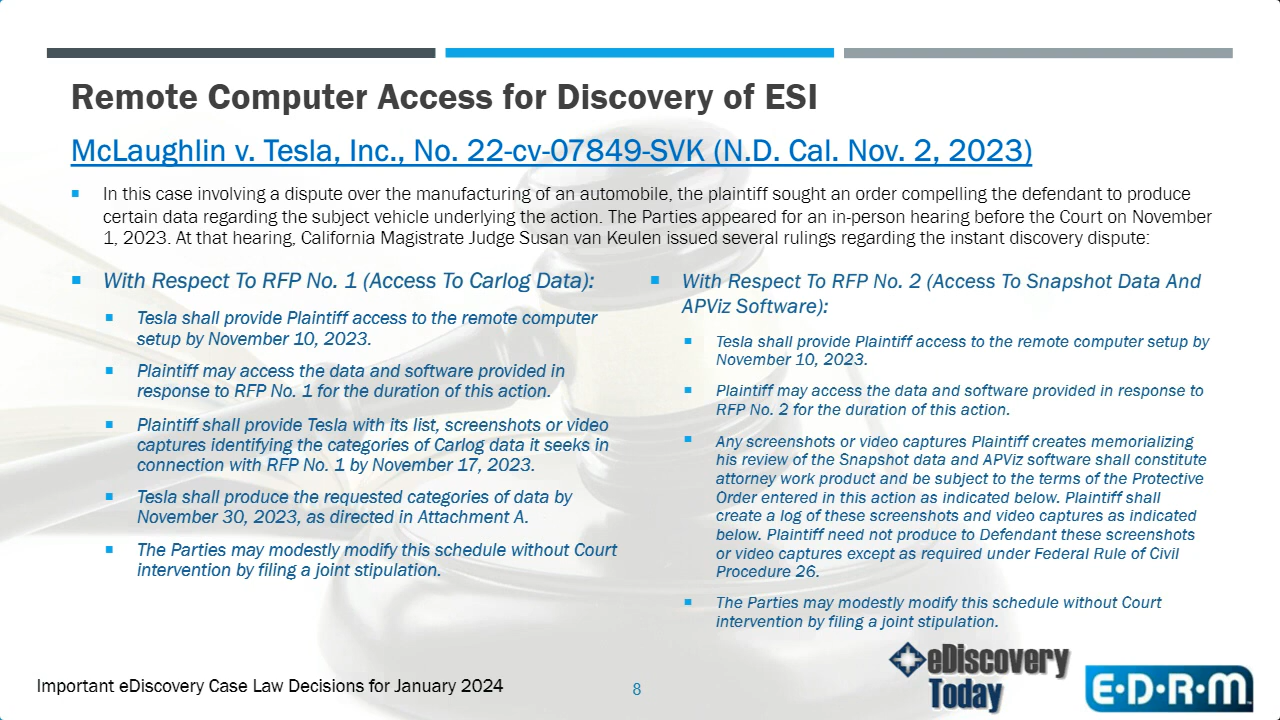 Remote Computer Access for Discovery of ESI
McLaughlin v. Tesla, Inc., No. 22-cv-07849-SVK (N.D. Cal. Nov. 2, 2023)
In this case involving a dispute over the manufacturing of an automobile, the plaintiff sought an order compelling the defendant to produce
certain data regarding the subject vehicle underlying the action. The Parties appeared for an in-person hearing before the Court on November
1, 2023. At that hearing, California Magistrate Judge Susan van Keulen issued several rulings regarding the instant discovery dispute:
With Respect To RFP No. 1 (Access To Carlog Data):
Tesla shall provide Plaintiff access to the remote computer
setup by November 10, 2023.
Plaintiff may access the data and software provided in
response to RFP No. 1 for the duration of this action.
Plaintiff shall provide Tesla with its list, screenshots or video
captures identifying the categories of Carlog data it seeks in
connection with RFP No. 1 by November 17, 2023.
Tesla shall produce the requested categories of data by
November 30, 2023, as directed in Attachment A.
The Parties may modestly modify this schedule without Court
intervention by filing a joint stipulation.
With Respect To RFP No. 2 (Access To Snapshot Data And
APViz Software):
Tesla shall provide Plaintiff access to the remote computer setup by
November 10, 2023.
Plaintiff may access the data and software provided in response to
RFP No. 2 for the duration of this action.
Any screenshots or video captures Plaintiff creates memorializing
his review of the Snapshot data and APViz software shall constitute
attorney work product and be subject to the terms of the Protective
Order entered in this action as indicated below. Plaintiff shall
create a log of these screenshots and video captures as indicated
below. Plaintiff need not produce to Defendant these screenshots
or video captures except as required under Federal Rule of Civil
Procedure 26.
The Parties may modestly modify this schedule without Court
intervention by filing a joint stipulation.
Important eDiscovery Case Law Decisions for January 2024
8
eDiscovery
Today
E•D•R•M